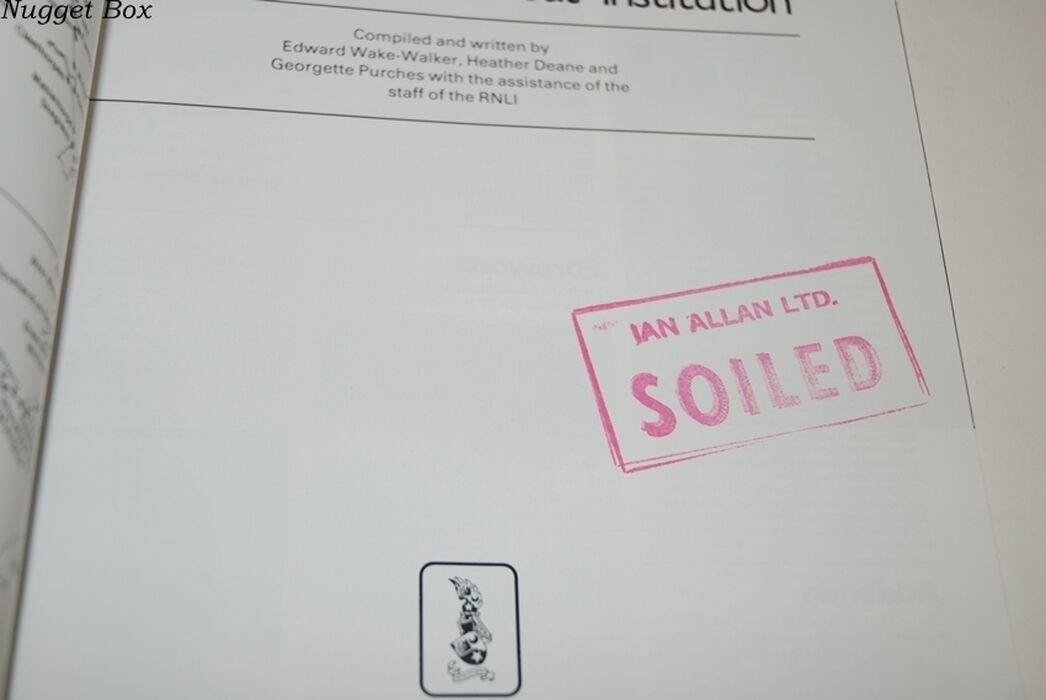 Nugget Box
Institution
Compiled and written by
Edward Wake-Walker, Heather Deane and
Georgette Purches with the assistance of the
staff of the RNLI
Foreword
IAN ALLAN LTD.
SOILED
Addenda